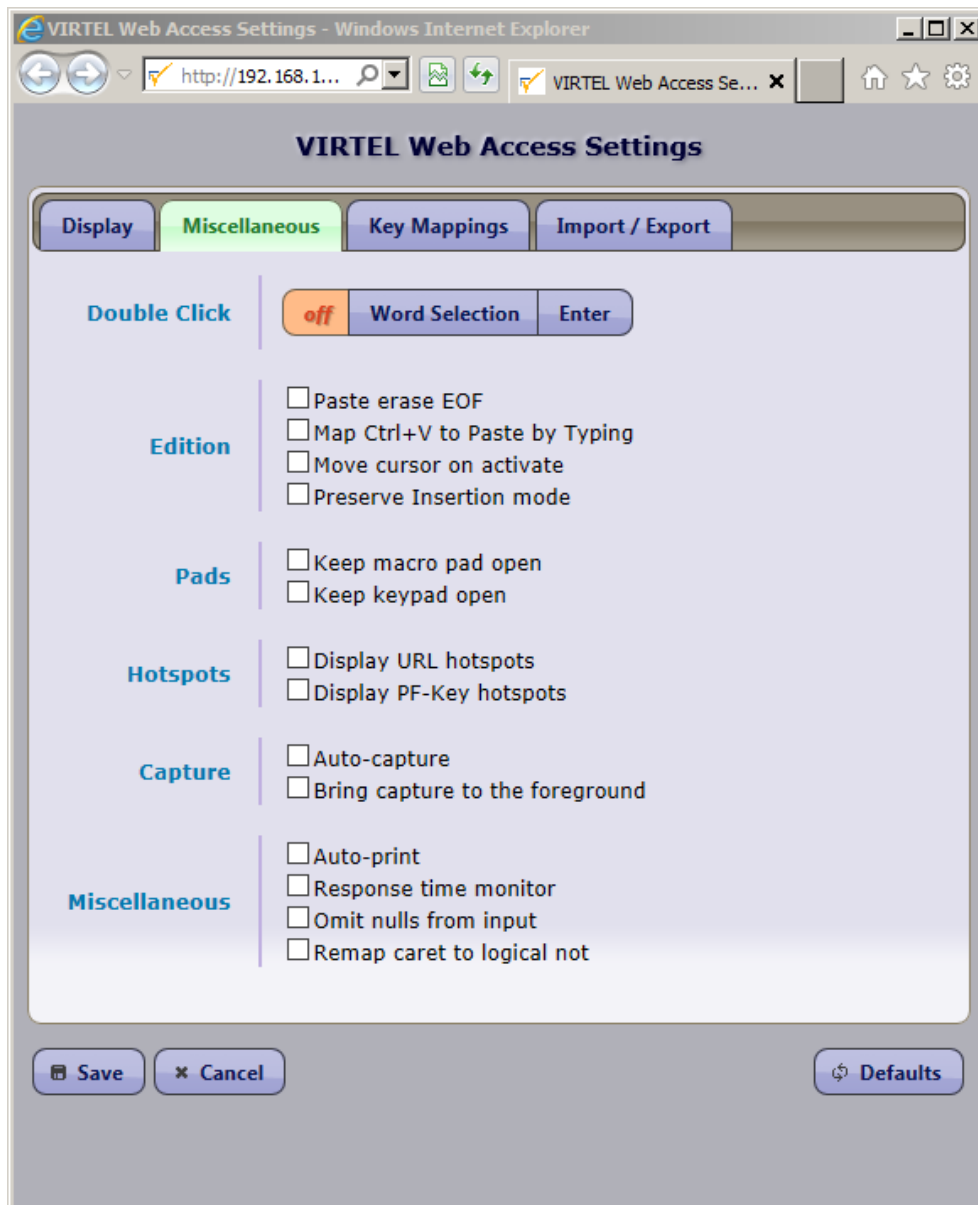 VIRTEL Web Access Settings - Windows Internet Explorer
http://192.168.1...
VIRTEL Web Access Se...
VIRTEL Web Access Settings
Display Miscellaneous Key Mappings Import / Export
Double Click
off Word Selection Enter
Edition
Paste erase EOF
Map Ctrl+V to Paste by Typing
Move cursor on activate
Preserve Insertion mode
Pads
Keep macro pad open
Keep keypad open
Hotspots
Display URL hotspots
Display PF-Key hotspots
Capture
Auto-capture
Bring capture to the foreground
Miscellaneous
Auto-print
Response time monitor
Omit nulls from input
Remap caret to logical not
Save Cancel Defaults